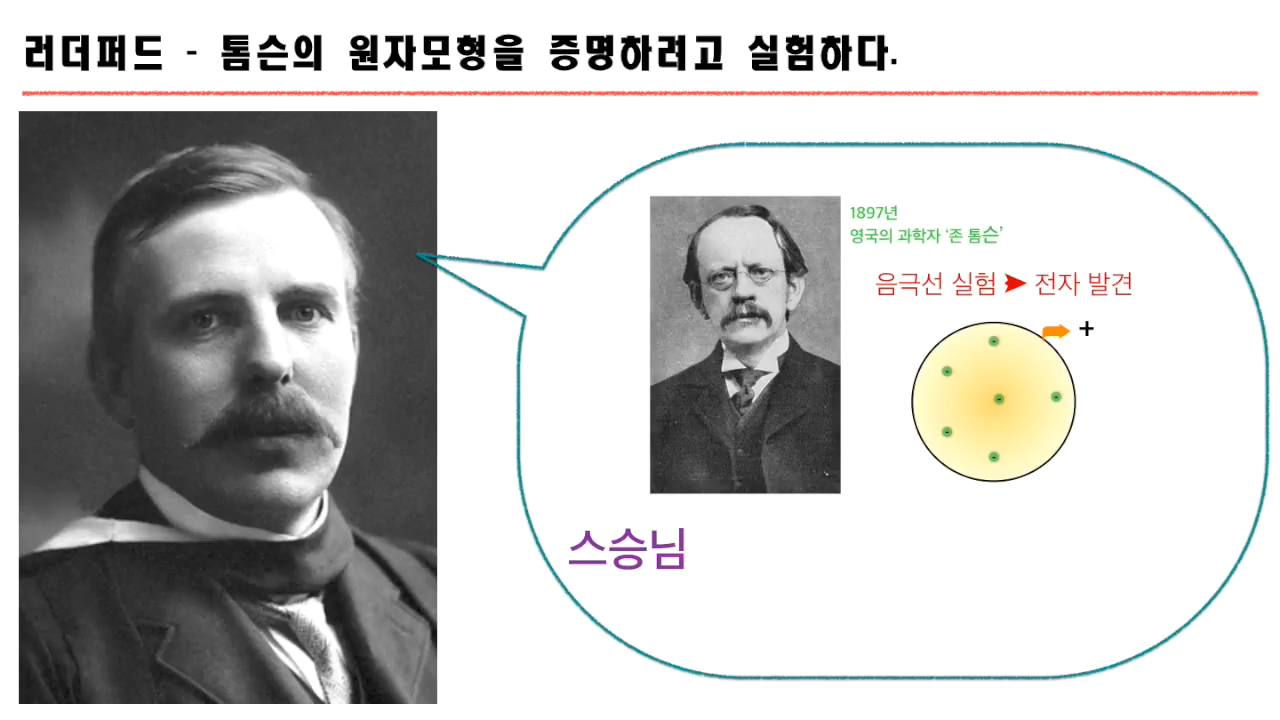 러더퍼드 - 톰슨의 원자모형을 증명하려고 실험하다.
1897년
영국의 과학자 ‘존 톰슨’
음극선 실험 ➤ 전자 발견
+
-
-
-
-
-
-
스승님